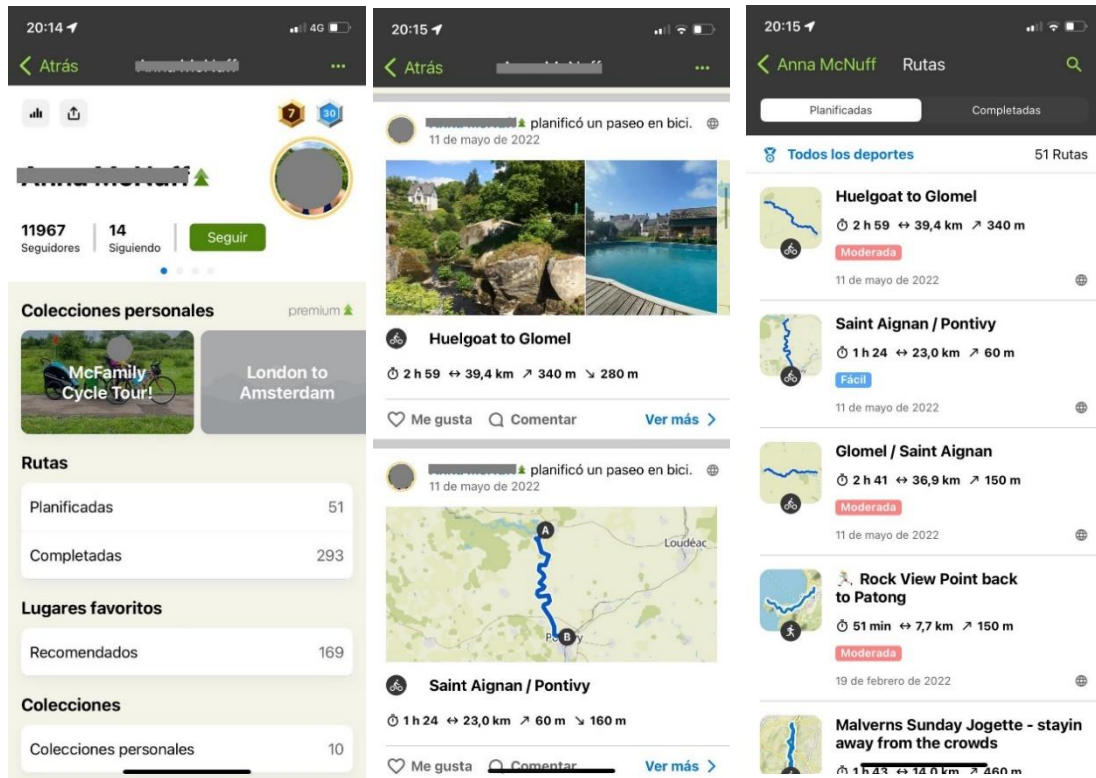 20:14
4G
Atrás
7
30
11967
14
Seguir
Seguidores
Siguiendo
Colecciones personales
premium
McFamily
Cycle Tour!
London to
Amsterdam
Rutas
Planificadas 51
Completadas 293
Lugares favoritos
Recomendados 169
Colecciones
Colecciones personales 10
20:15
Atrás
planificó un paseo en bici.
11 de mayo de 2022
Huelgoat to Glomel
2 h 59 ↔ 39,4 km ↗ 340 m ↘ 280 m
Me gusta Comentar Ver más
planificó un paseo en bici.
11 de mayo de 2022
A
Loudéac
B
Saint Aignan / Pontivy
1 h 24 ↔ 23,0 km ↗ 60 m ↘ 160 m
Me gusta Comentar Ver más
20:15
Anna McNuff Rutas
Planificadas Completadas
Todos los deportes 51 Rutas
Huelgoat to Glomel
2 h 59 ↔ 39,4 km ↗ 340 m
Moderada
11 de mayo de 2022
Saint Aignan / Pontivy
1 h 24 ↔ 23,0 km ↗ 60 m
Fácil
11 de mayo de 2022
Glomel / Saint Aignan
2 h 41 ↔ 36,9 km ↗ 150 m
Moderada
11 de mayo de 2022
Rock View Point back
to Patong
51 min ↔ 7,7 km ↗ 150 m
Moderada
19 de febrero de 2022
Malverns Sunday Jogette - stayin
away from the crowds
1 h 43 ↔ 14,0 km ↗ 460 m